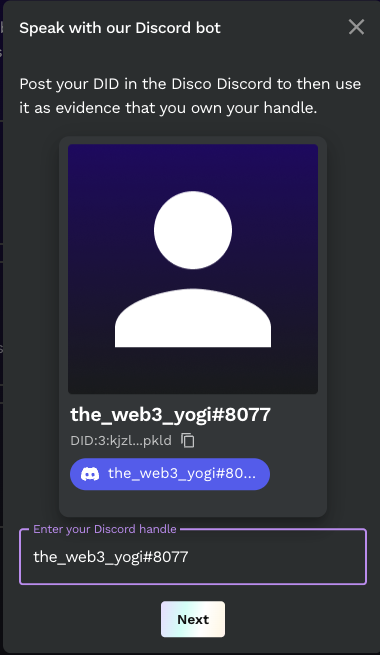 Speak with our Discord bot
Post your DID in the Disco Discord to then use
it as evidence that you own your handle.
the_web3_yogi#8077
DID:3:kjzl...pkld
the_web3_yogi#80...
Enter your Discord handle
the_web3_yogi#8077
Next